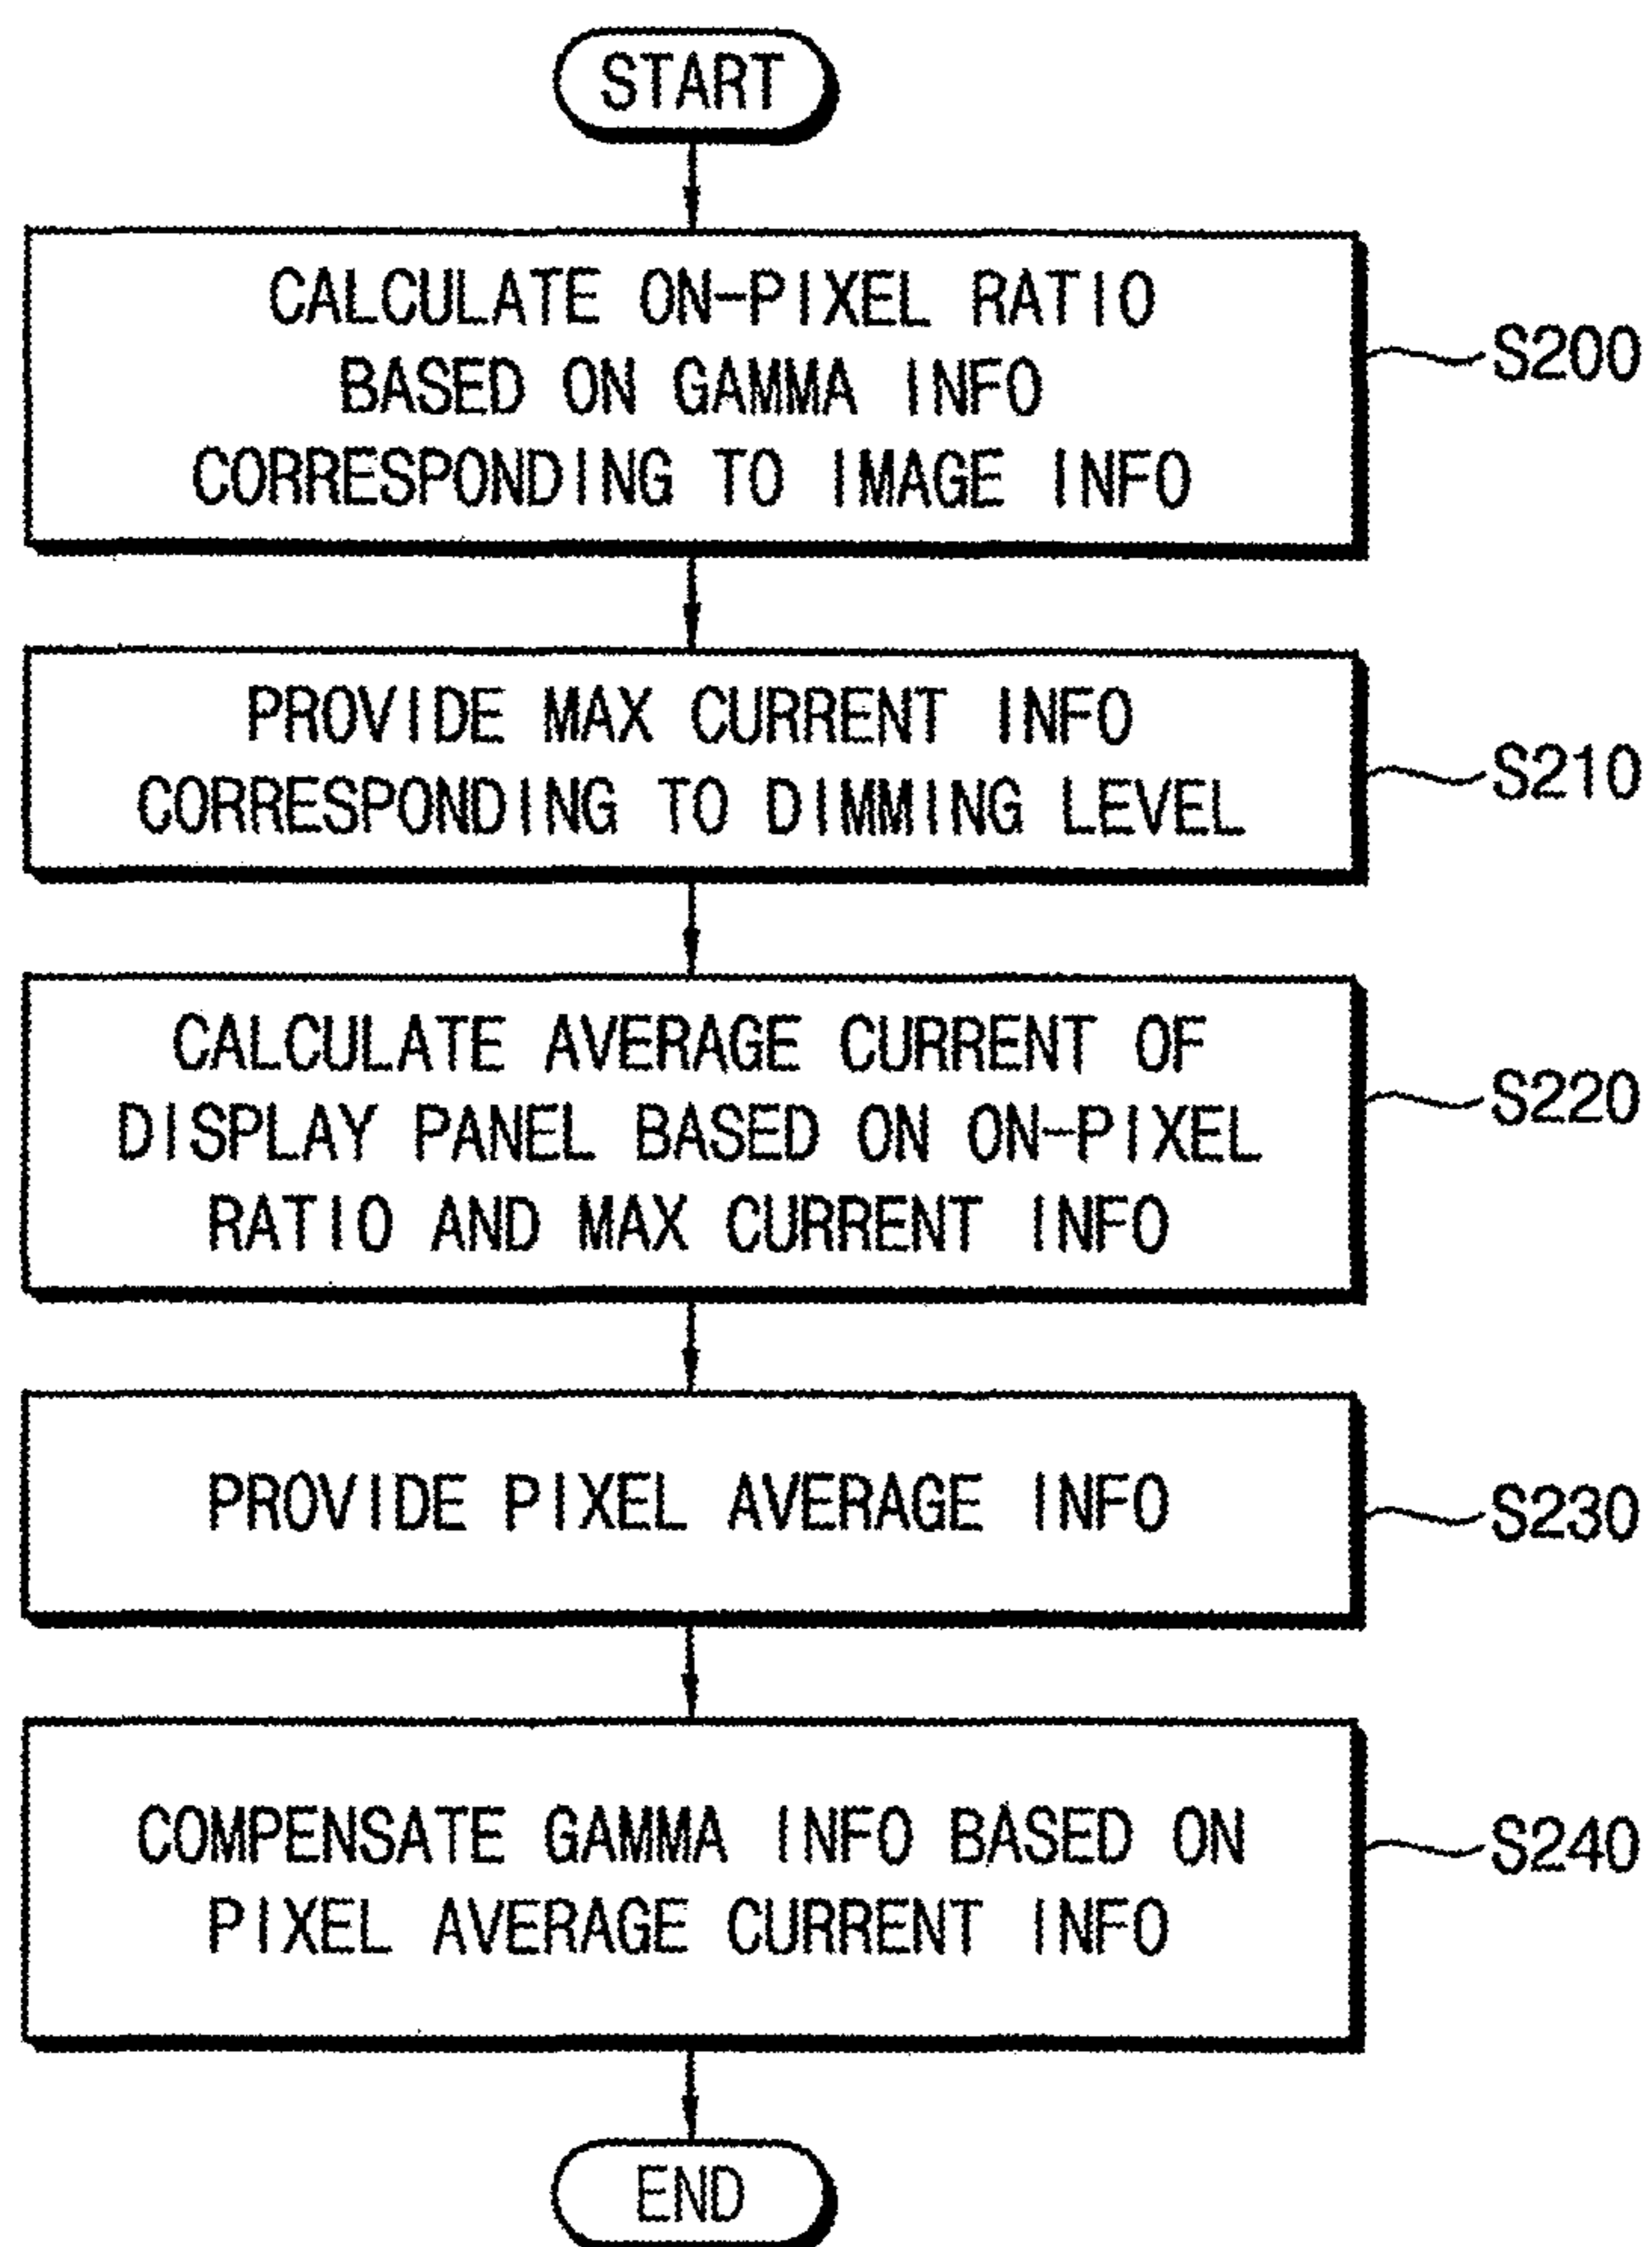 START
CALCULATE ON-PIXEL RATIO
BASED ON GAMMA INFO
CORRESPONDING TO IMAGE INFO
S200
PROVIDE MAX CURRENT INFO
CORRESPONDING TO DIMMING LEVEL
S210
CALCULATE AVERAGE CURRENT OF
DISPLAY PANEL BASED ON ON-PIXEL
RATIO AND MAX CURRENT INFO
S220
PROVIDE PIXEL AVERAGE INFO
S230
COMPENSATE GAMMA INFO BASED ON
PIXEL AVERAGE CURRENT INFO
S240
END